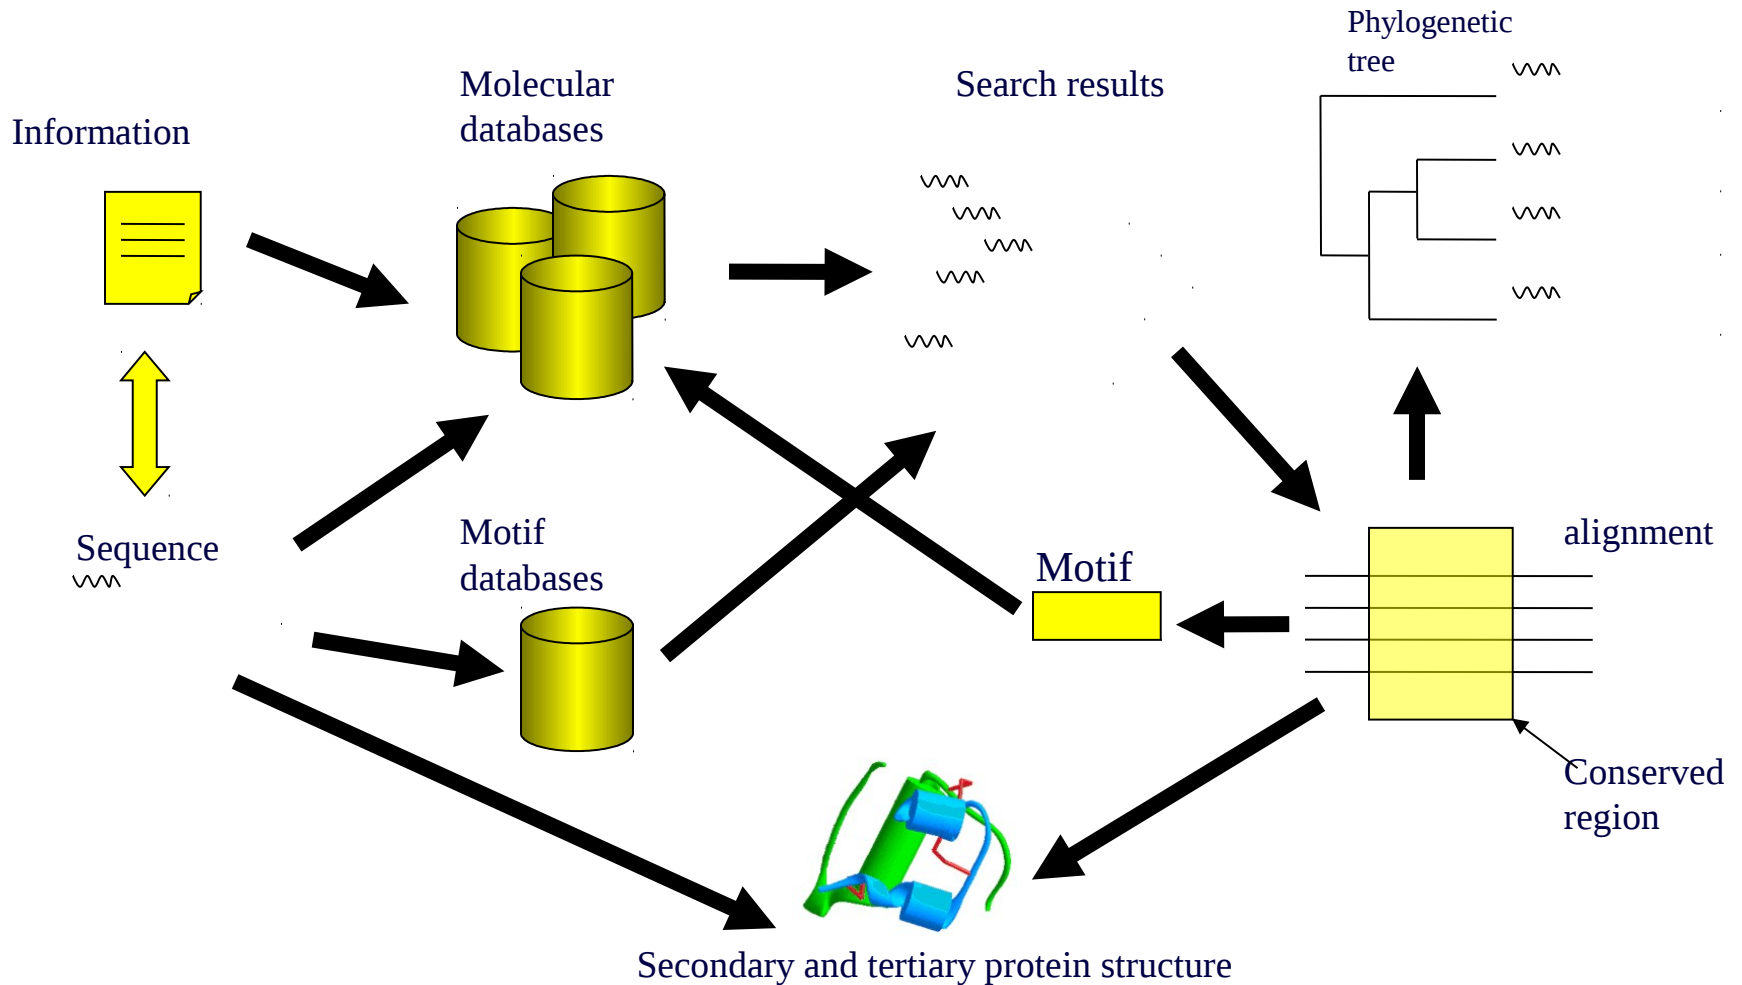 Phylogenetic
tree
Molecular
databases
Search results
Information
Sequence
Motif
databases
Motif
alignment
Conserved
region
Secondary and tertiary protein structure